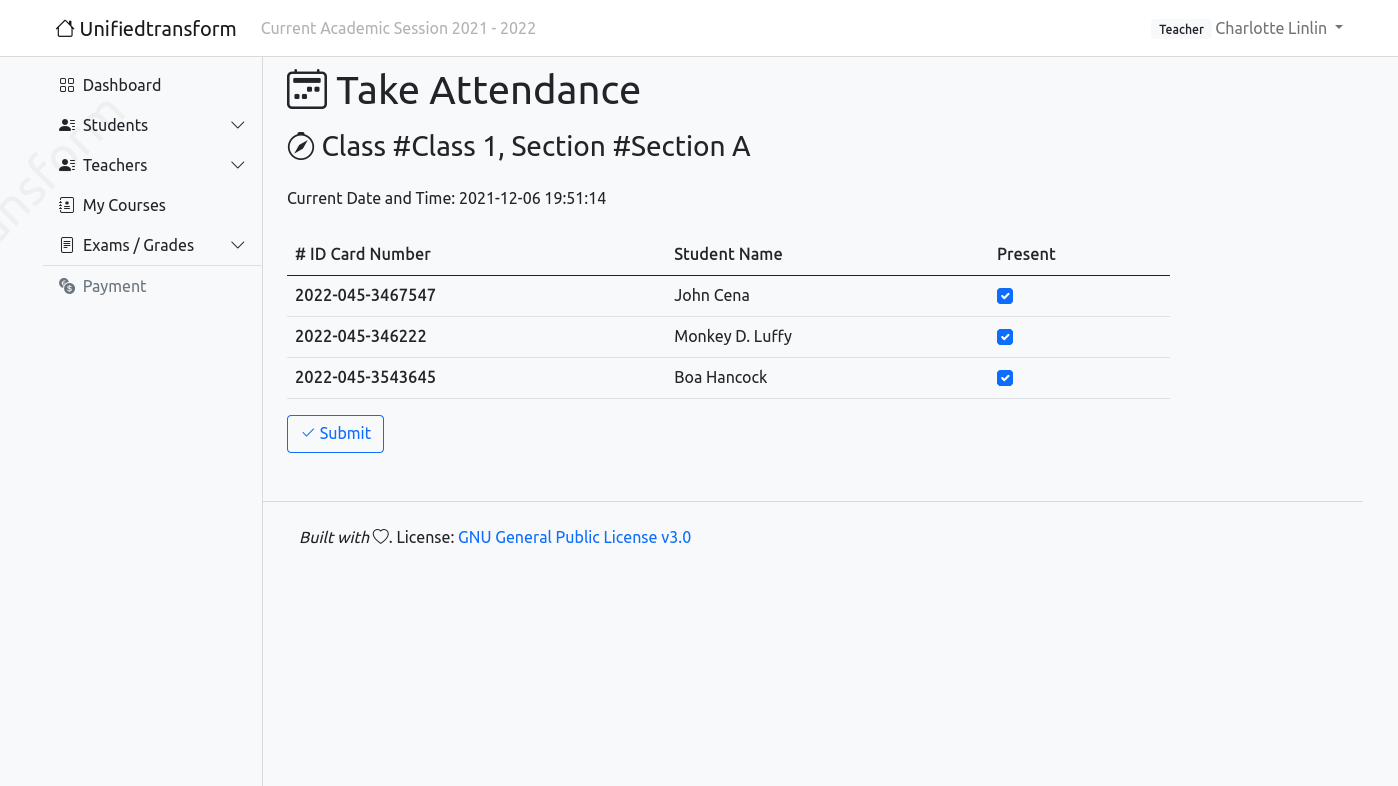 Unifiedtransform Current Academic Session 2021 - 2022 Teacher Charlotte Linlin
Dashboard
Students
Teachers
My Courses
Exams / Grades
Payment
Take Attendance
Class #Class 1, Section #Section A
Current Date and Time: 2021-12-06 19:51:14
# ID Card Number Student Name Present
2022-045-3467547 John Cena
2022-045-346222 Monkey D. Luffy
2022-045-3543645 Boa Hancock
Submit
Built with. License: GNU General Public License v3.0
ansform